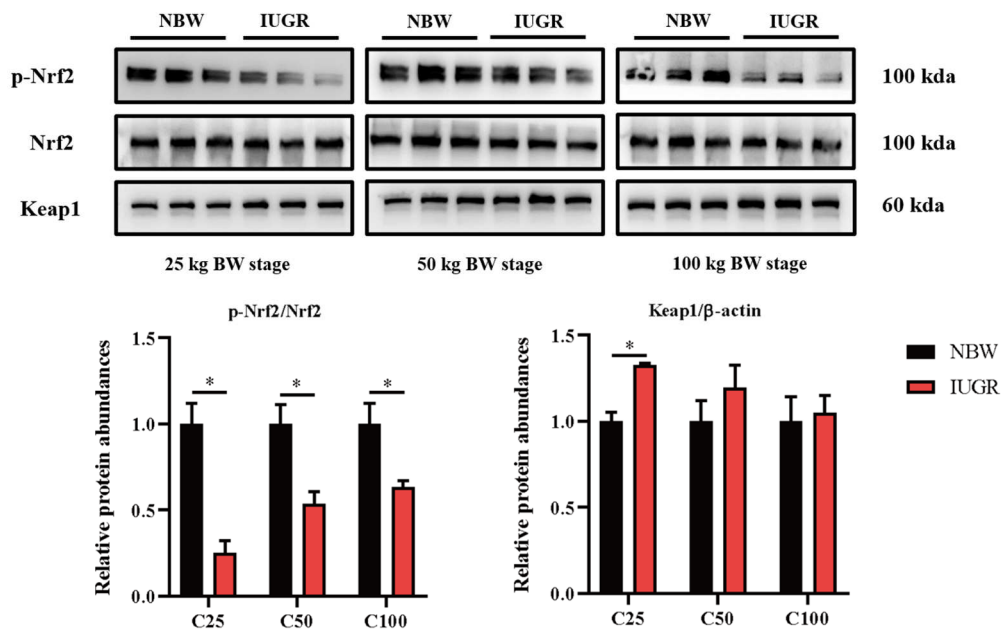 NBW IUGR NBW IUGR NBW IUGR
p-Nrf2 100 kda
Nrf2 100 kda
Keap1 60 kda
25 kg BW stage 50 kg BW stage 100 kg BW stage
p-Nrf2/Nrf2
Relative protein abundances
1.5
1.0
0.5
0.0
* * *
C25 C50 C100
Keap1/β-actin
Relative protein abundances
1.5
1.0
0.5
0.0
*
C25 C50 C100
NBW
IUGR